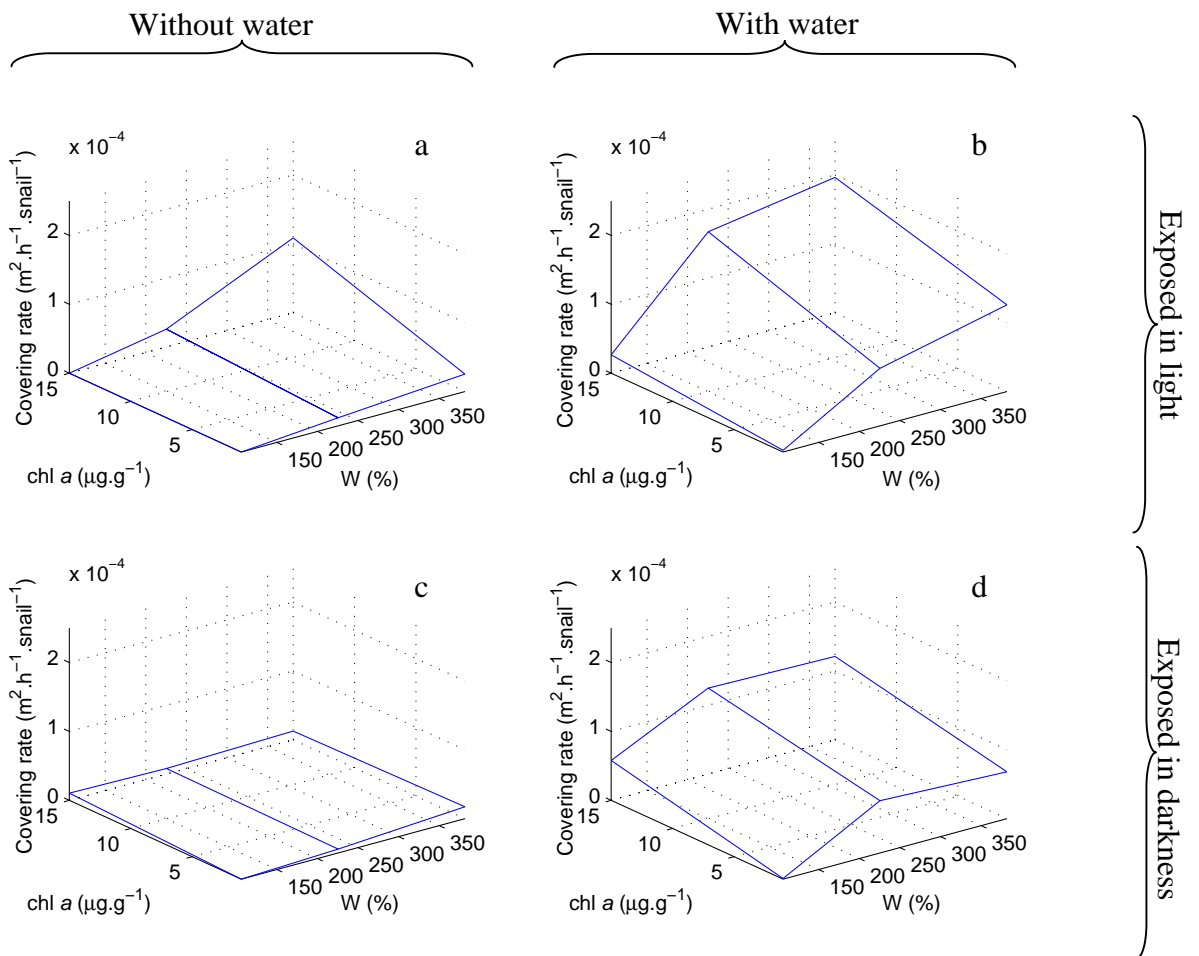 Without water
With water
x 10⁻⁴
a
Covering rate (m².h⁻¹.snail⁻¹)
2
1
0
15
10
5
chl a (µg.g⁻¹)
150
200
250
300
350
W (%)
x 10⁻⁴
b
Covering rate (m².h⁻¹.snail⁻¹)
2
1
0
15
10
5
chl a (µg.g⁻¹)
150
200
250
300
350
W (%)
Exposed in light
x 10⁻⁴
c
Covering rate (m².h⁻¹.snail⁻¹)
2
1
0
15
10
5
chl a (µg.g⁻¹)
150
200
250
300
350
W (%)
x 10⁻⁴
d
Covering rate (m².h⁻¹.snail⁻¹)
2
1
0
15
10
5
chl a (µg.g⁻¹)
150
200
250
300
350
W (%)
Exposed in darkness